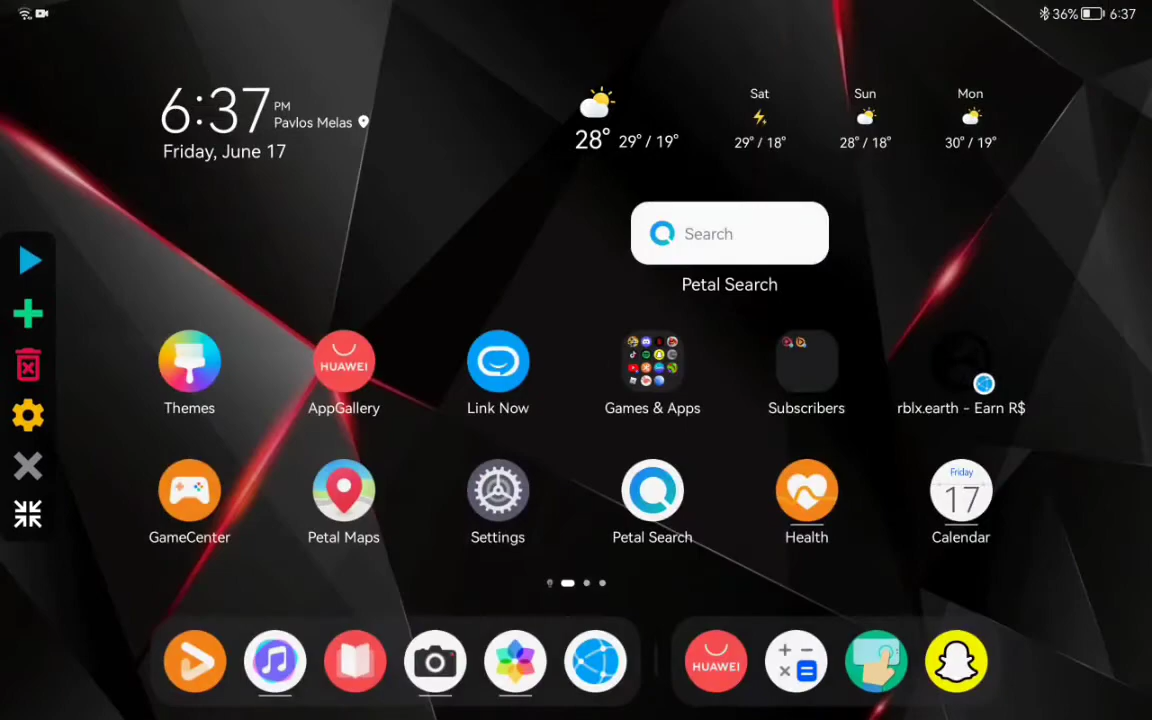 36% 6:37
6:37 PM
Pavlos Melas
Friday, June 17
28° 29° / 19°
Sat
29° / 18°
Sun
28° / 18°
Mon
30° / 19°
Search
Petal Search
HUAWEI
Themes
AppGallery
Link Now
Games & Apps
Subscribers
rblx.earth - Earn R$
Friday
17
GameCenter
Petal Maps
Settings
Petal Search
Health
Calendar
HUAWEI